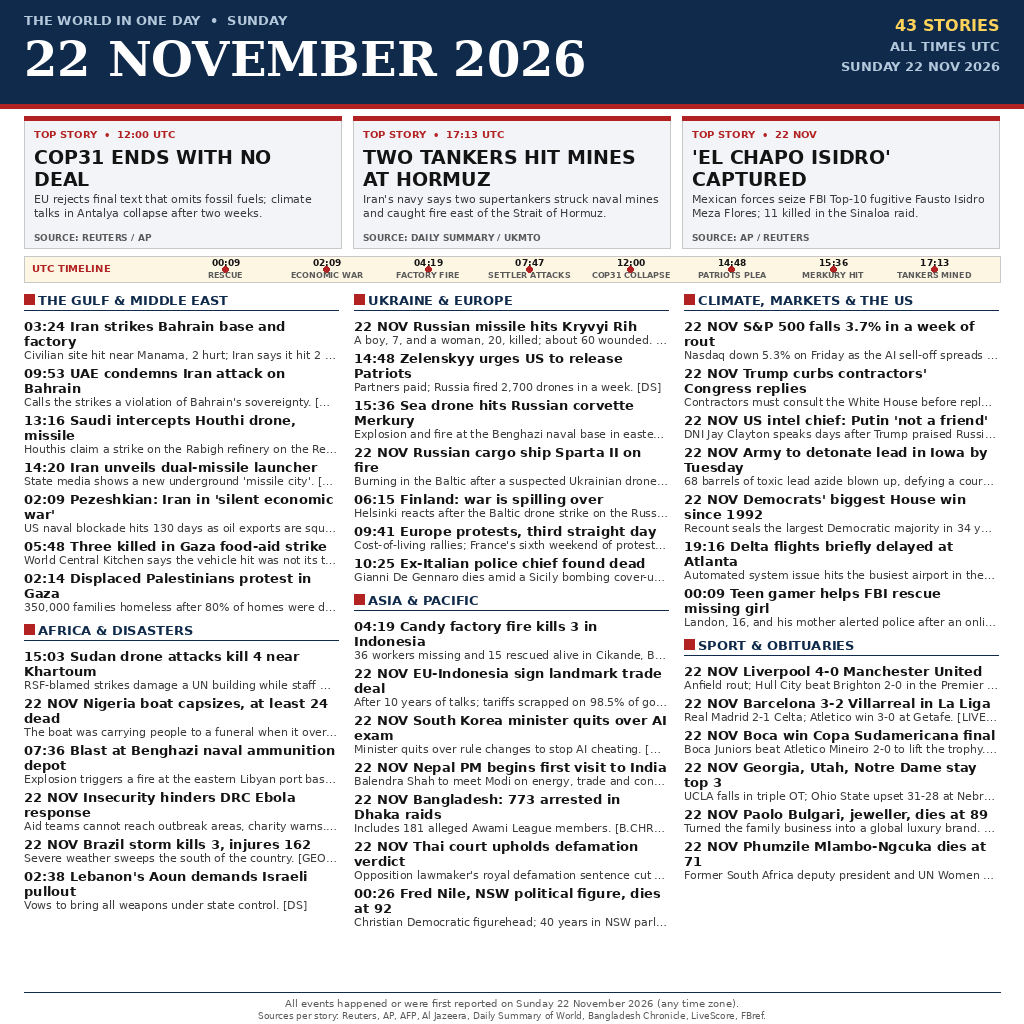 THE WORLD IN ONE DAY • SUNDAY
22 NOVEMBER 2026
43 STORIES
ALL TIMES UTC
SUNDAY 22 NOV 2026
TOP STORY • 12:00 UTC
COP31 ENDS WITH NO
DEAL
EU rejects final text that omits fossil fuels; climate
talks in Antalya collapse after two weeks.
SOURCE: REUTERS / AP
TOP STORY • 17:13 UTC
TWO TANKERS HIT MINES
AT HORMUZ
Iran's navy says two supertankers struck naval mines
and caught fire east of the Strait of Hormuz.
SOURCE: DAILY SUMMARY / UKMTO
TOP STORY • 22 NOV
'EL CHAPO ISIDRO'
CAPTURED
Mexican forces seize FBI Top-10 fugitive Fausto Isidro
Meza Flores; 11 killed in the Sinaloa raid.
SOURCE: AP / REUTERS
UTC TIMELINE
00:09
RESCUE
02:09
ECONOMIC WAR
04:19
FACTORY FIRE
07:47
SETTLER ATTACKS
12:00
COP31 COLLAPSE
14:48
PATRIOTS PLEA
15:36
MERKURY HIT
17:13
TANKERS MINED
THE GULF & MIDDLE EAST
03:24 Iran strikes Bahrain base and
factory
Civilian site hit near Manama, 2 hurt; Iran says it hit 2 ...
09:53 UAE condemns Iran attack on
Bahrain
Calls the strikes a violation of Bahrain's sovereignty. [...
13:16 Saudi intercepts Houthi drone,
missile
Houthis claim a strike on the Rabigh refinery on the Re...
14:20 Iran unveils dual-missile launcher
State media shows a new underground 'missile city'. [...
02:09 Pezeshkian: Iran in 'silent economic
war'
US naval blockade hits 130 days as oil exports are squ...
05:48 Three killed in Gaza food-aid strike
World Central Kitchen says the vehicle hit was not its t...
02:14 Displaced Palestinians protest in
Gaza
350,000 families homeless after 80% of homes were d...
AFRICA & DISASTERS
15:03 Sudan drone attacks kill 4 near
Khartoum
RSF-blamed strikes damage a UN building while staff ...
22 NOV Nigeria boat capsizes, at least 24
dead
The boat was carrying people to a funeral when it over...
07:36 Blast at Benghazi naval ammunition
depot
Explosion triggers a fire at the eastern Libyan port bas...
22 NOV Insecurity hinders DRC Ebola
response
Aid teams cannot reach outbreak areas, charity warns....
22 NOV Brazil storm kills 3, injures 162
Severe weather sweeps the south of the country. [GEO...
02:38 Lebanon's Aoun demands Israeli
pullout
Vows to bring all weapons under state control. [DS]
UKRAINE & EUROPE
22 NOV Russian missile hits Kryvyi Rih
A boy, 7, and a woman, 20, killed; about 60 wounded. ...
14:48 Zelenskyy urges US to release
Patriots
Partners paid; Russia fired 2,700 drones in a week. [DS]
15:36 Sea drone hits Russian corvette
Merkury
Explosion and fire at the Benghazi naval base in easte...
22 NOV Russian cargo ship Sparta II on
fire
Burning in the Baltic after a suspected Ukrainian drone...
06:15 Finland: war is spilling over
Helsinki reacts after the Baltic drone strike on the Russ...
09:41 Europe protests, third straight day
Cost-of-living rallies; France's sixth weekend of protest...
10:25 Ex-Italian police chief found dead
Gianni De Gennaro dies amid a Sicily bombing cover-u...
ASIA & PACIFIC
04:19 Candy factory fire kills 3 in
Indonesia
36 workers missing and 15 rescued alive in Cikande, B...
22 NOV EU-Indonesia sign landmark trade
deal
After 10 years of talks; tariffs scrapped on 98.5% of go...
22 NOV South Korea minister quits over AI
exam
Minister quits over rule changes to stop AI cheating. [...
22 NOV Nepal PM begins first visit to India
Balendra Shah to meet Modi on energy, trade and con...
22 NOV Bangladesh: 773 arrested in
Dhaka raids
Includes 181 alleged Awami League members. [B.CHR...
22 NOV Thai court upholds defamation
verdict
Opposition lawmaker's royal defamation sentence cut ...
00:26 Fred Nile, NSW political figure, dies
at 92
Christian Democratic figurehead; 40 years in NSW parl...
CLIMATE, MARKETS & THE US
22 NOV S&P 500 falls 3.7% in a week of
rout
Nasdaq down 5.3% on Friday as the AI sell-off spreads ...
22 NOV Trump curbs contractors'
Congress replies
Contractors must consult the White House before repl...
22 NOV US intel chief: Putin 'not a friend'
DNI Jay Clayton speaks days after Trump praised Russi...
22 NOV Army to detonate lead in Iowa by
Tuesday
68 barrels of toxic lead azide blow up, defying a cour...
22 NOV Democrats' biggest House win
since 1992
Recount seals the largest Democratic majority in 34 y...
19:16 Delta flights briefly delayed at
Atlanta
Automated system issue hits the busiest airport in the...
00:09 Teen gamer helps FBI rescue
missing girl
Landon, 16, and his mother alerted police after an onli...
SPORT & OBITUARIES
22 NOV Liverpool 4-0 Manchester United
Anfield rout; Hull City beat Brighton 2-0 in the Premier ...
22 NOV Barcelona 3-2 Villarreal in La Liga
Real Madrid 2-1 Celta; Atletico win 3-0 at Getafe. [LIVE...
22 NOV Boca win Copa Sudamericana final
Boca Juniors beat Atletico Mineiro 2-0 to lift the trophy....
22 NOV Georgia, Utah, Notre Dame stay
top 3
UCLA falls in triple OT; Ohio State upset 31-28 at Nebr...
22 NOV Paolo Bulgari, jeweller, dies at 89
Turned the family business into a global luxury brand. ...
22 NOV Phumzile Mlambo-Ngcuka dies at
71
Former South Africa deputy president and UN Women ...
All events happened or were first reported on Sunday 22 November 2026 (any time zone).
Sources per story: Reuters, AP, AFP, Al Jazeera, Daily Summary of World, Bangladesh Chronicle, LiveScore, FBref.